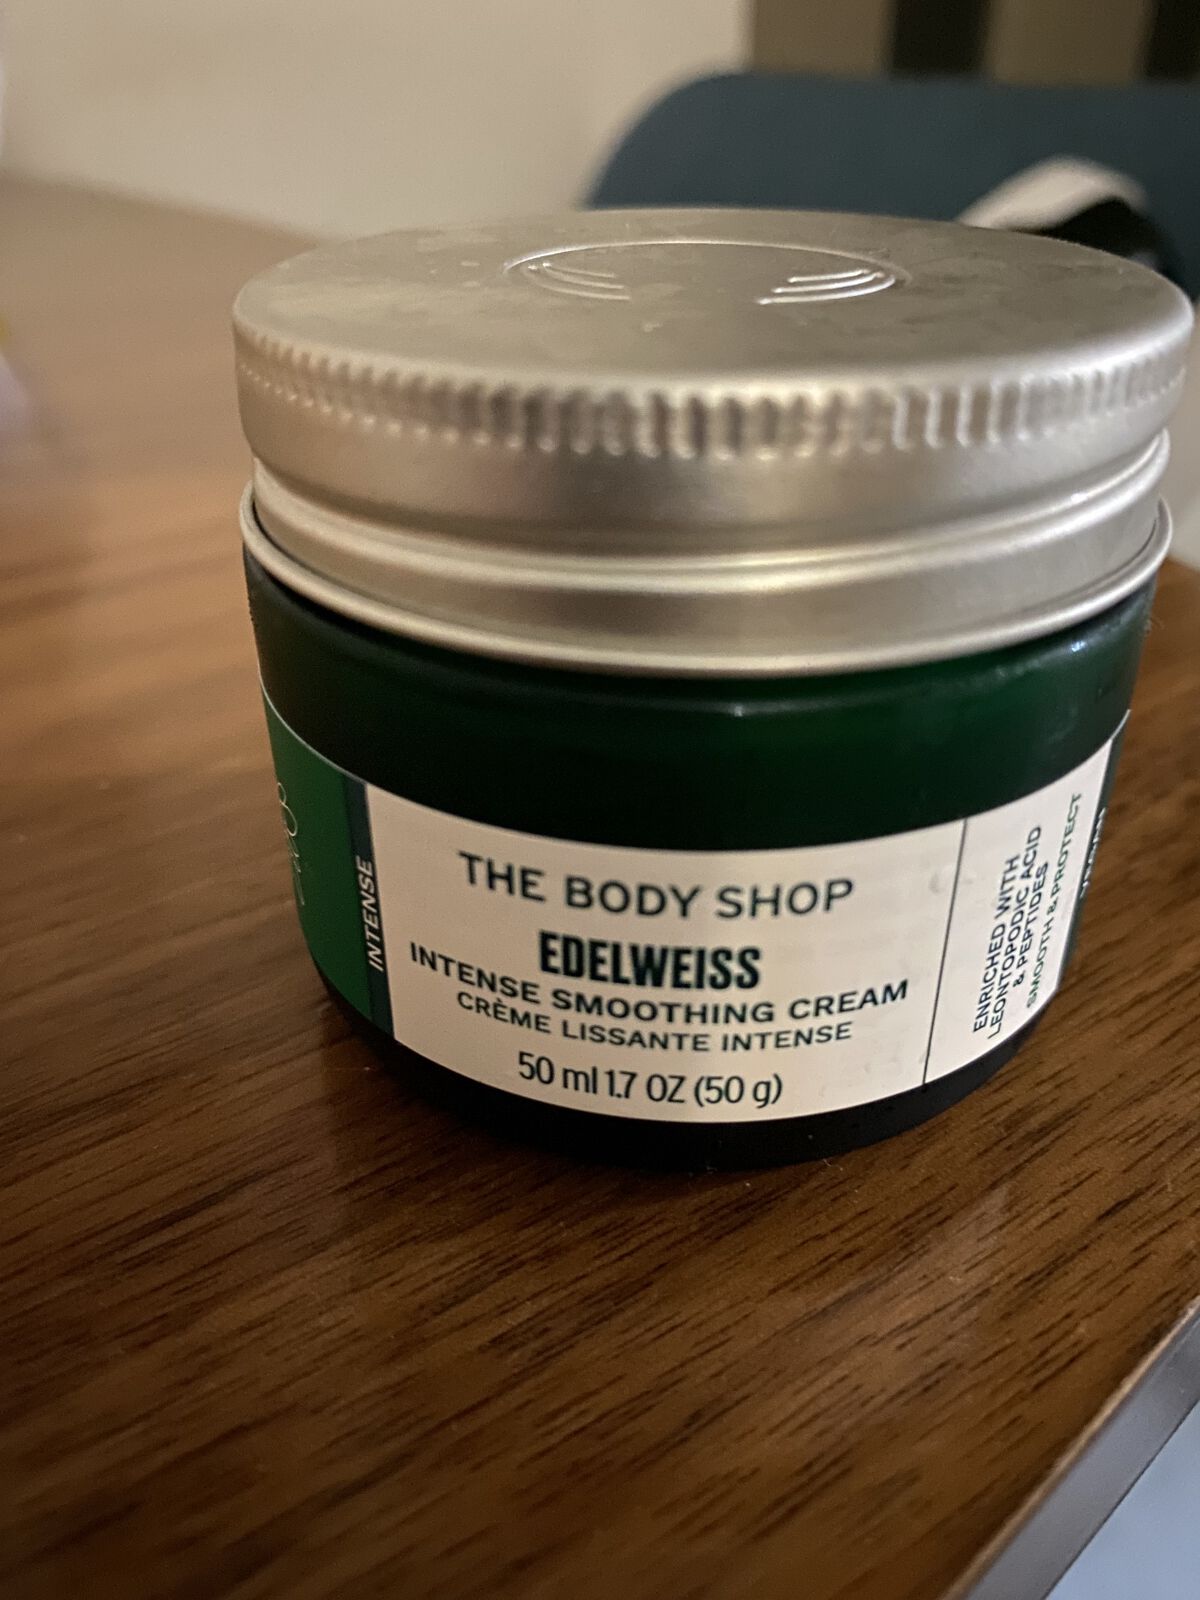 INTENSE
THE BODY SHOP
EDELWEISS
INTENSE SMOOTHING CREAM
CRÈME LISSANTE INTENSE
50 ml 1.7 OZ (50 g)
ENRICHED WITH
LEONTOPODIC ACID
& PEPTIDES
SMOOTH & PROTECT